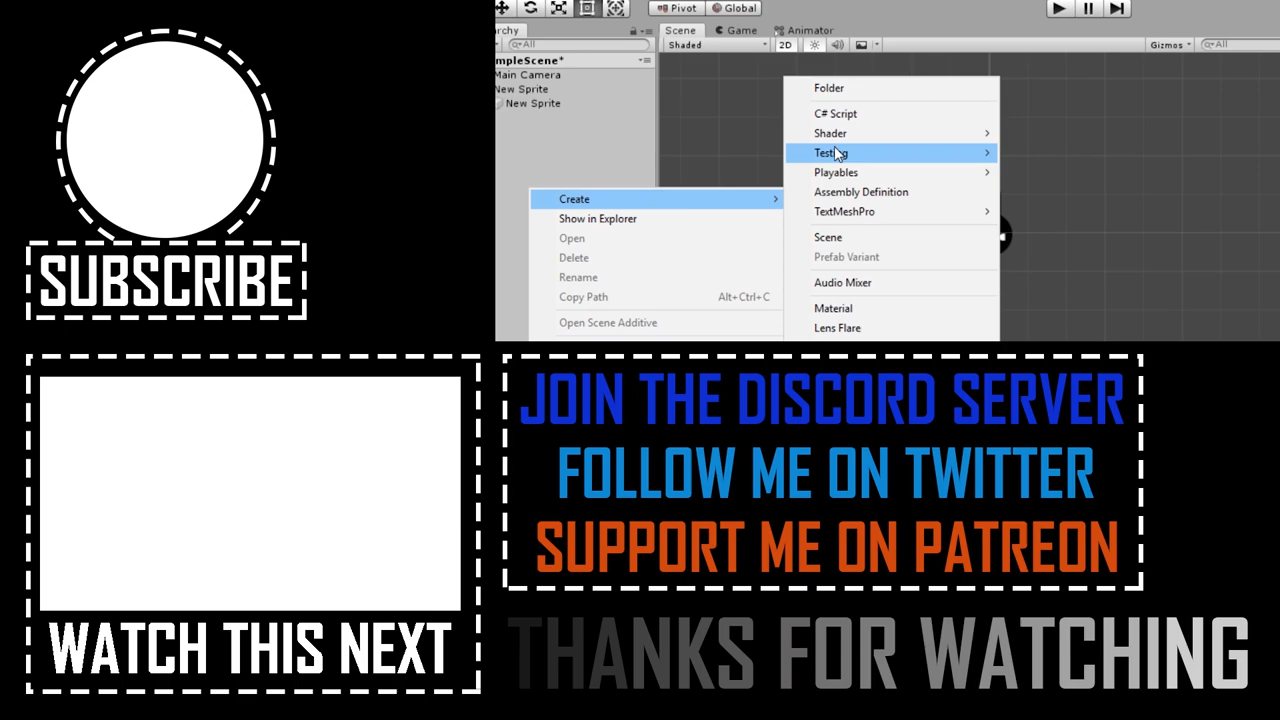 SUBSCRIBE
Pivot
Global
rchy
Scene
Game
Animator
All
Shaded
2D
Gizmos
All
mpleScene*
Main Camera
New Sprite
New Sprite
Create
Show in Explorer
Open
Delete
Rename
Copy Path Alt+Ctrl+C
Open Scene Additive
Folder
C# Script
Shader
Testing
Playables
Assembly Definition
TextMeshPro
Scene
Prefab Variant
Audio Mixer
Material
Lens Flare
WATCH THIS NEXT
JOIN THE DISCORD SERVER
FOLLOW ME ON TWITTER
SUPPORT ME ON PATREON
THANKS FOR WATCHING